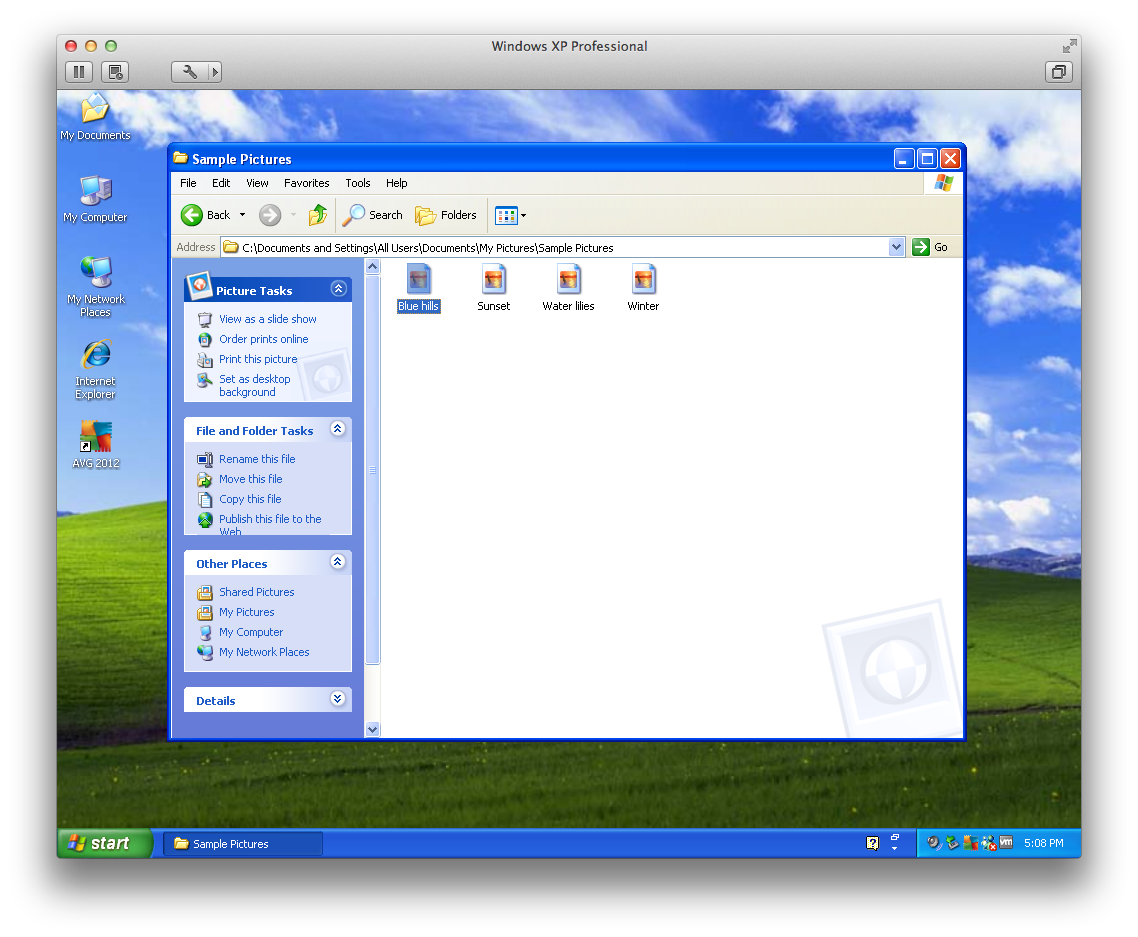 Windows XP Professional
My Documents
My Computer
My Network
Places
Internet
Explorer
AVG 2012
Sample Pictures
File Edit View Favorites Tools Help
Back Search Folders
Address C:\Documents and Settings\All Users\Documents\My Pictures\Sample Pictures Go
Picture Tasks
View as a slide show
Order prints online
Print this picture
Set as desktop
background
File and Folder Tasks
Rename this file
Move this file
Copy this file
Publish this file to the
Web
Other Places
Shared Pictures
My Pictures
My Computer
My Network Places
Details
Blue hills Sunset Water lilies Winter
start Sample Pictures ? vm 5:08 PM